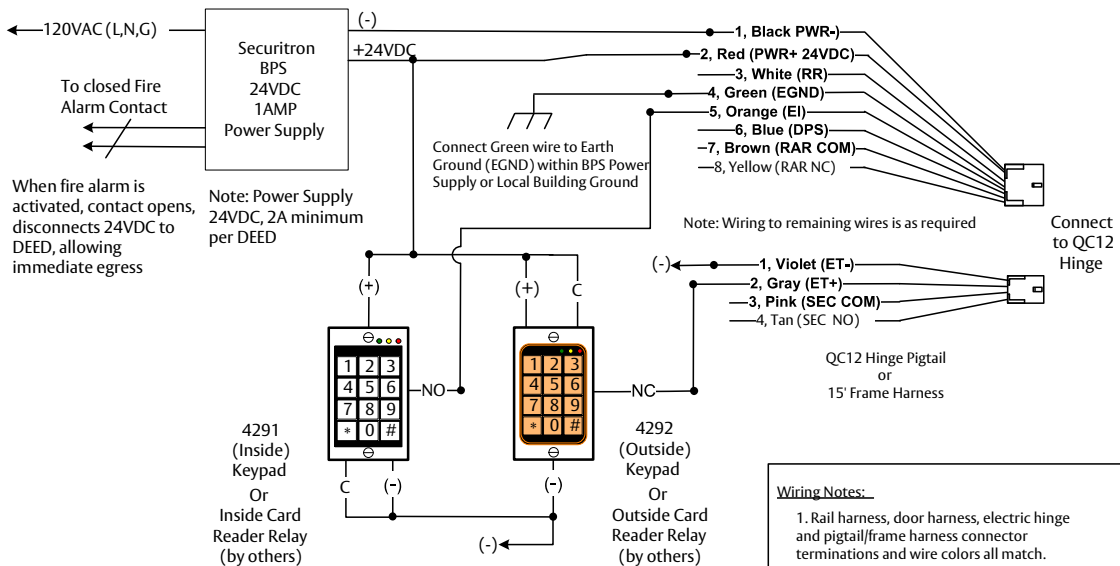 120VAC (L,N,G)
Securitron
BPS
24VDC
1AMP
Power Supply
(-)
+24VDC
To closed Fire
Alarm Contact
When fire alarm is
activated, contact opens,
disconnects 24VDC to
DEED, allowing
immediate egress
Note: Power Supply
24VDC, 2A minimum
per DEED
Connect Green wire to Earth
Ground (EGND) within BPS Power
Supply or Local Building Ground
1, Black PWR-)
2, Red (PWR+ 24VDC)
3, White (RR)
4, Green (EGND)
5, Orange (EI)
6, Blue (DPS)
7, Brown (RAR COM)
8, Yellow (RAR NC)
Note: Wiring to remaining wires is as required
Connect
to QC12
Hinge
(-)
1, Violet (ET-)
2, Gray (ET+)
3, Pink (SEC COM)
4, Tan (SEC NO)
QC12 Hinge Pigtail
or
15' Frame Harness
(+)
(+)
C
1 2 3
4 5 6
7 8 9
* 0 #
NO
1 2 3
4 5 6
7 8 9
* 0 #
NC
4291
(Inside)
Keypad
Or
Inside Card
Reader Relay
(by others)
C
(-)
(-)
(-)
4292
(Outside)
Keypad
Or
Outside Card
Reader Relay
(by others)
Wiring Notes:
1. Rail harness, door harness, electric hinge
and pigtail/frame harness connector
terminations and wire colors all match.